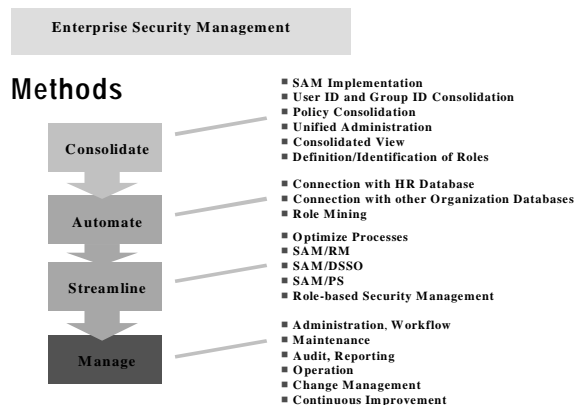 Enterprise Security Management
Methods
Consolidate
■ SAM Implementation
■ User ID and Group ID Consolidation
■ Policy Consolidation
■ Unified Administration
■ Consolidated View
■ Definition/Identification of Roles
Automate
■ Connection with HR Database
■ Connection with other Organization Databases
■ Role Mining
Streamline
■ Optimize Processes
■ SAM/RM
■ SAM/DSSO
■ SAM/PS
■ Role-based Security Management
Manage
■ Administration, Workflow
■ Maintenance
■ Audit, Reporting
■ Operation
■ Change Management
■ Continuous Improvement